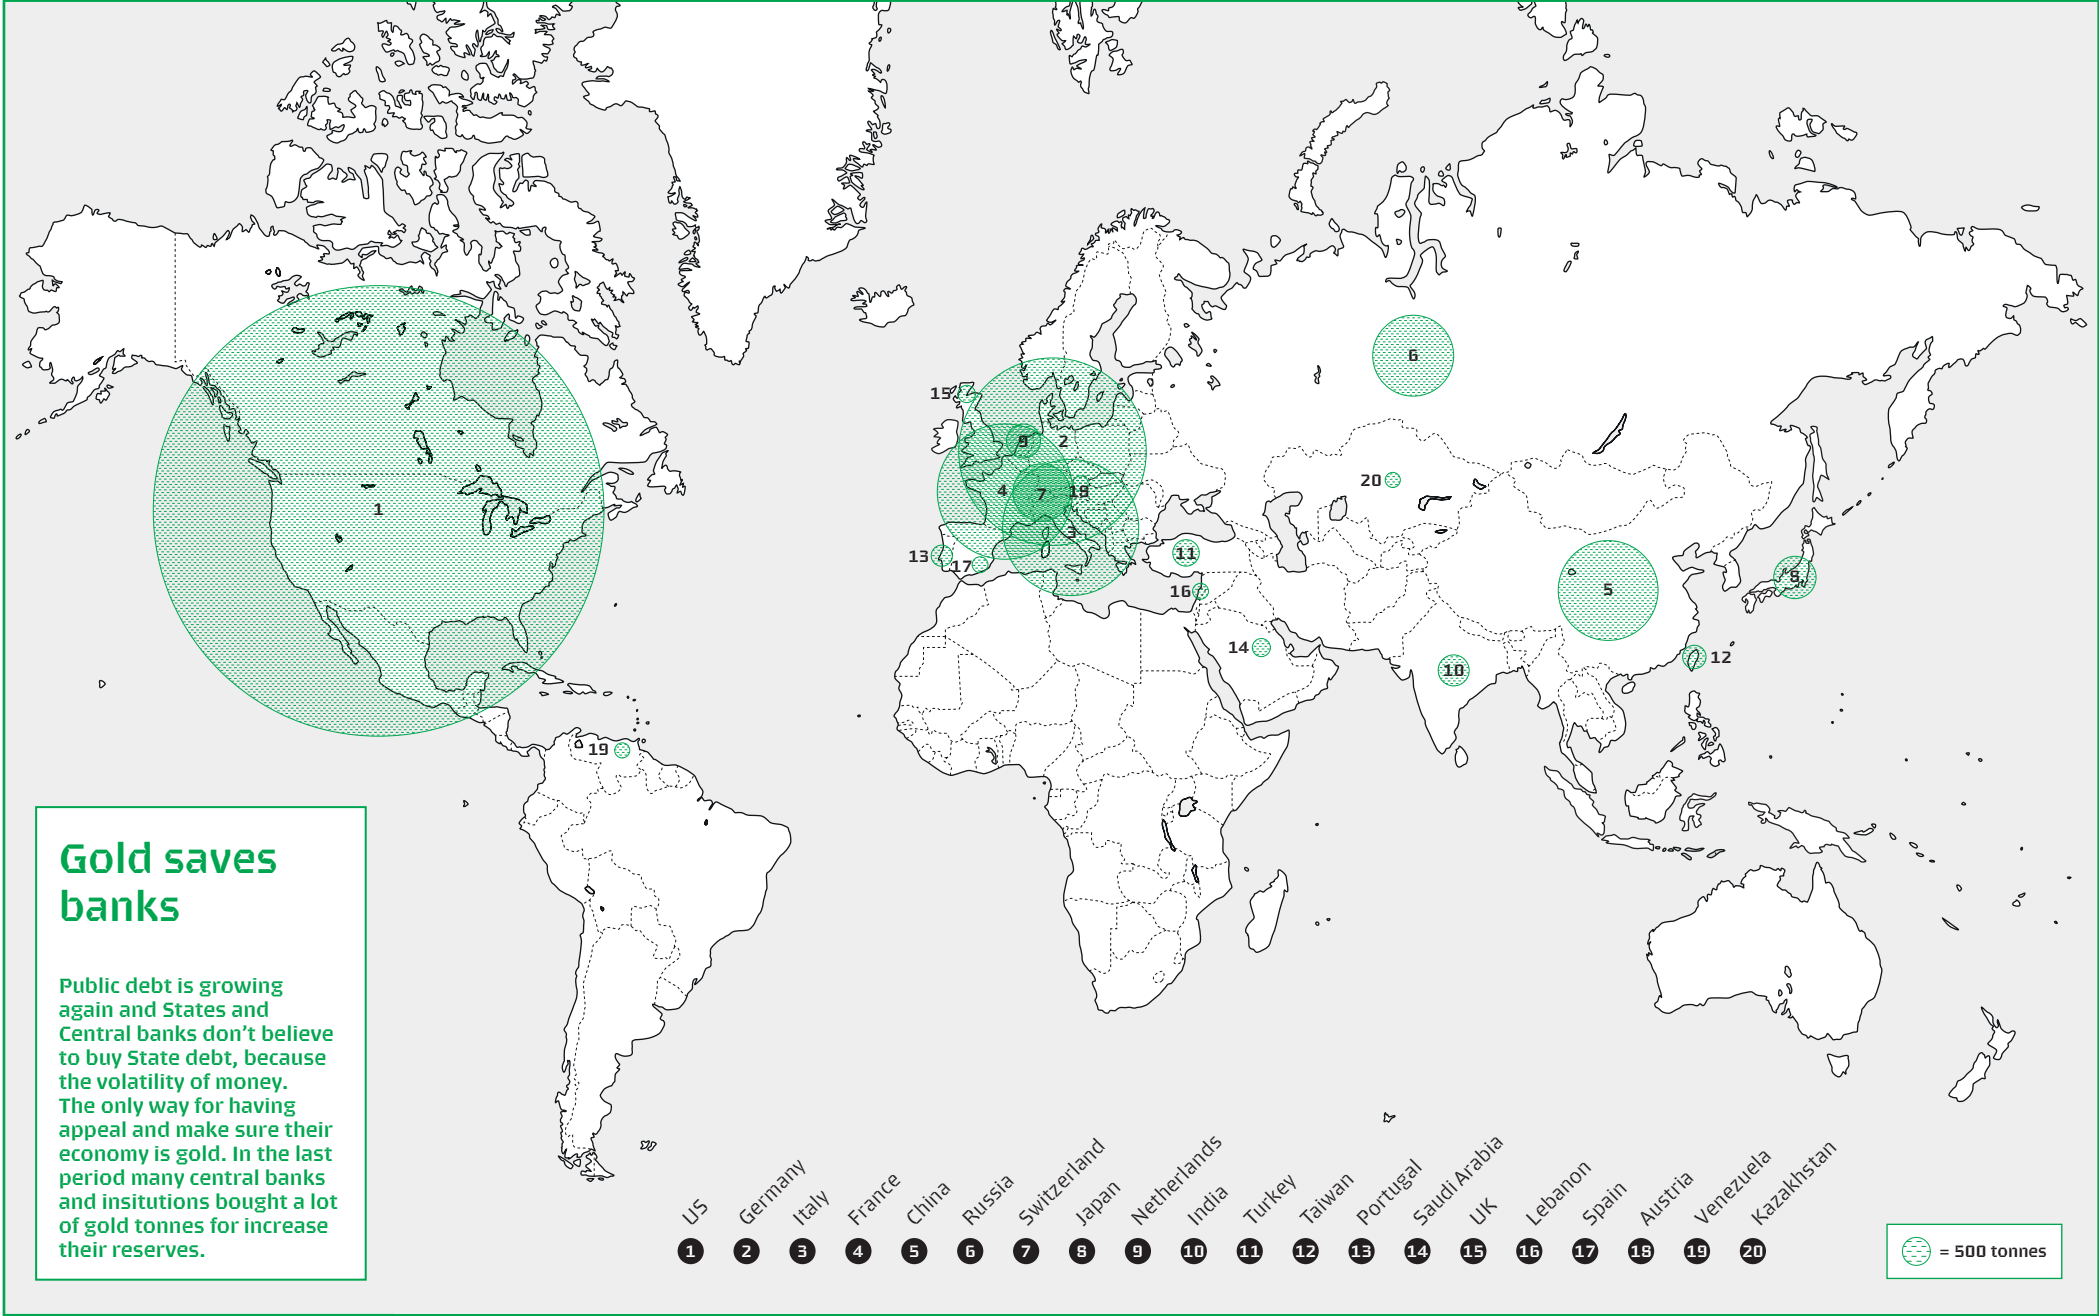 15
6
9
2
20
4
7
18
1
3
13
17
11
16
5
8
14
10
12
19
Gold saves
banks
Public debt is growing
again and States and
Central banks don't believe
to buy State debt, because
the volatility of money.
The only way for having
appeal and make sure their
economy is gold. In the last
period many central banks
and insitutions bought a lot
of gold tonnes for increase
their reserves.
US
Germany
Italy
France
China
Russia
Switzerland
Japan
Netherlands
India
Turkey
Taiwan
Portugal
Saudi Arabia
UK
Lebanon
Spain
Austria
Venezuela
Kazakhstan
1 2 3 4 5 6 7 8 9 10 11 12 13 14 15 16 17 18 19 20
= 500 tonnes